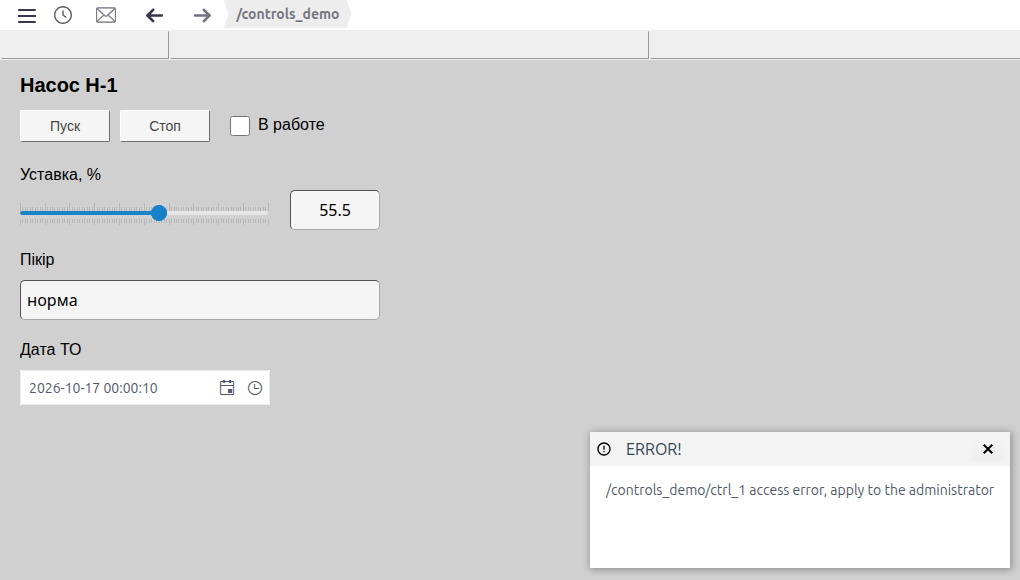 /controls_demo
Насос Н-1
Пуск
Стоп
В работе
Уставка, %
55.5
Пікір
норма
Дата ТО
2026-10-17 00:00:10
ERROR!
/controls_demo/ctrl_1 access error, apply to the administrator